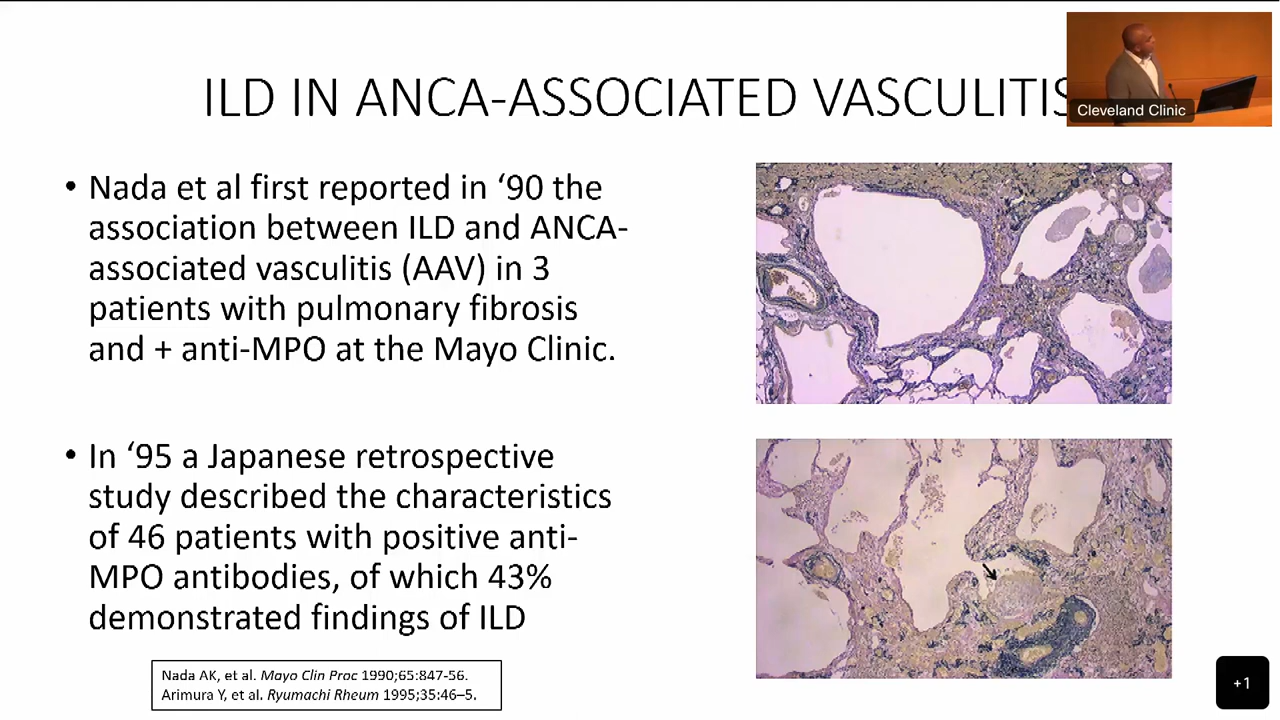 ILD IN ANCA-ASSOCIATED VASCULITIS
Cleveland Clinic
• Nada et al first reported in ‘90 the
association between ILD and ANCA-
associated vasculitis (AAV) in 3
patients with pulmonary fibrosis
and + anti-MPO at the Mayo Clinic.
• In ‘95 a Japanese retrospective
study described the characteristics
of 46 patients with positive anti-
MPO antibodies, of which 43%
demonstrated findings of ILD
Nada AK, et al. Mayo Clin Proc 1990;65:847-56.
Arimura Y, et al. Ryumachi Rheum 1995;35:46–5.
+1